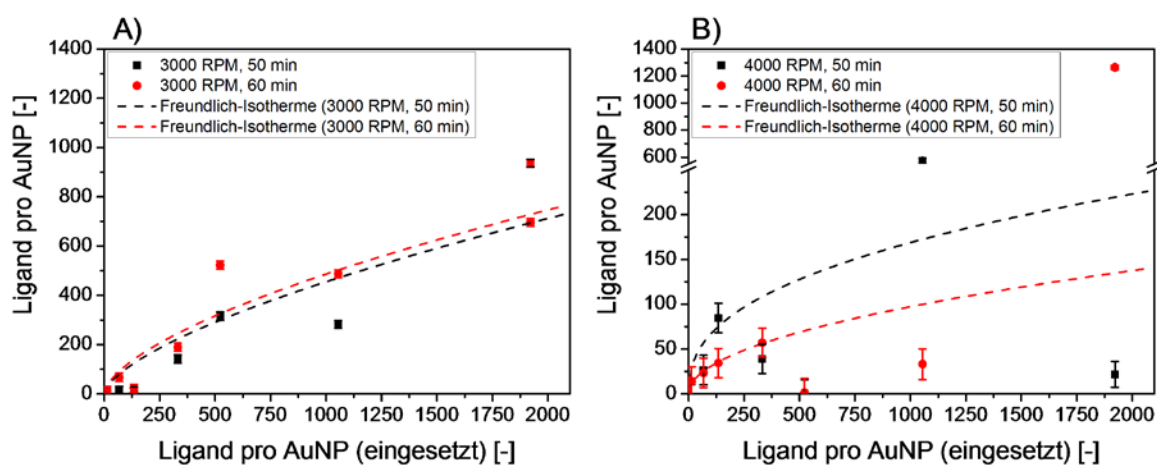 A)
1400
1200
1000
800
600
400
200
0
Ligand pro AuNP [-]
3000 RPM, 50 min
3000 RPM, 60 min
Freundlich-Isotherme (3000 RPM, 50 min)
Freundlich-Isotherme (3000 RPM, 60 min)
0 250 500 750 1000 1250 1500 1750 2000
Ligand pro AuNP (eingesetzt) [-]
B)
1400
1300
1200
1100
1000
900
800
700
600
200
150
100
50
0
Ligand pro AuNP [-]
4000 RPM, 50 min
4000 RPM, 60 min
Freundlich-Isotherme (4000 RPM, 50 min)
Freundlich-Isotherme (4000 RPM, 60 min)
0 250 500 750 1000 1250 1500 1750 2000
Ligand pro AuNP (eingesetzt) [-]